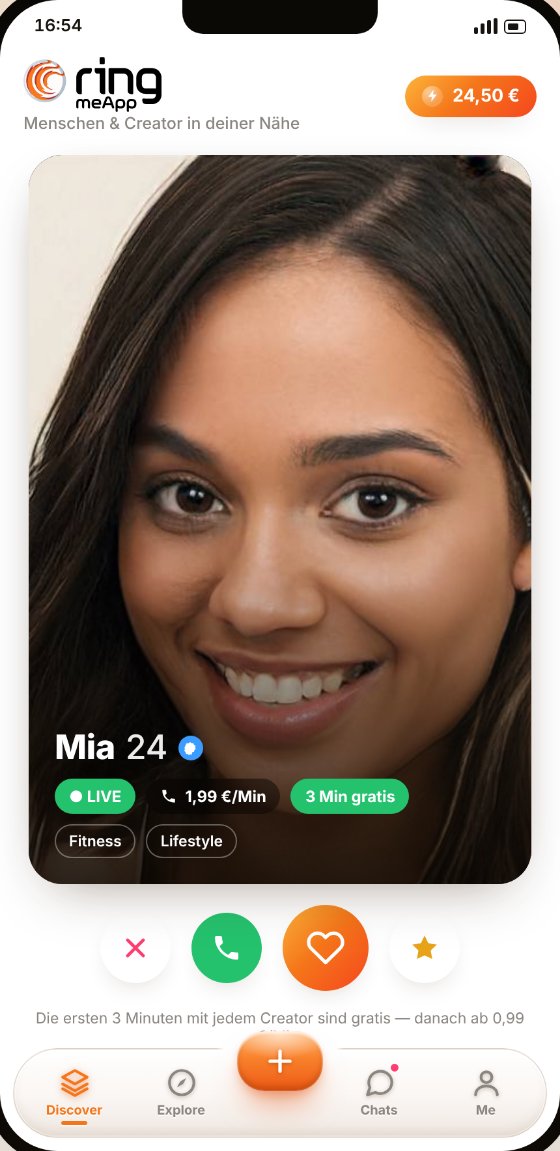 16:54
ring
meApp
24,50 €
Menschen & Creator in deiner Nähe
Mia 24
LIVE
1,99 €/Min
3 Min gratis
Fitness
Lifestyle
Die ersten 3 Minuten mit jedem Creator sind gratis — danach ab 0,99
Discover
Explore
Chats
Me